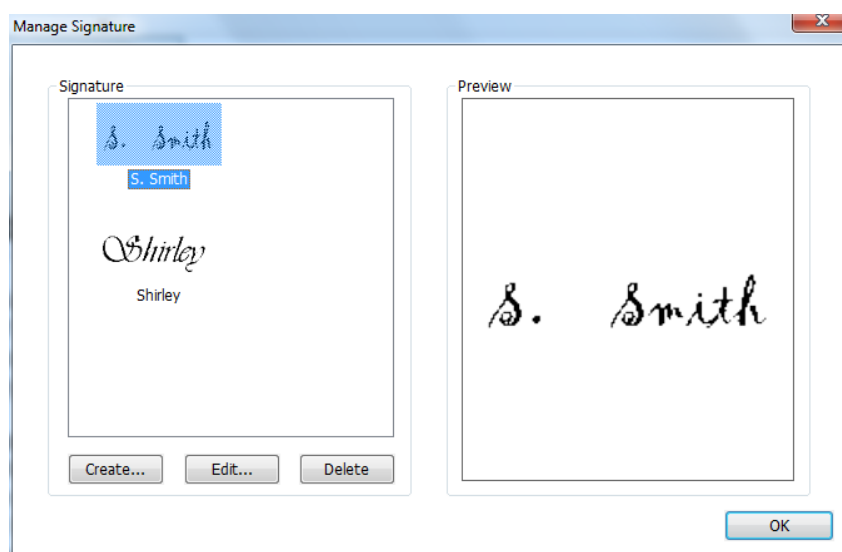 Manage Signature
Signature
S. Smith
S. Smith
Shirley
Shirley
Create... Edit... Delete
Preview
S. Smith
OK